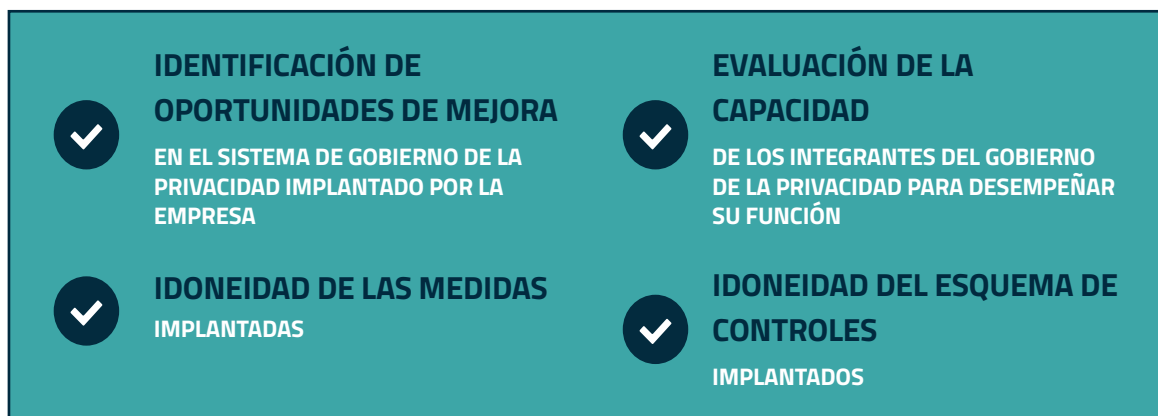 IDENTIFICACIÓN DE
OPORTUNIDADES DE MEJORA
EN EL SISTEMA DE GOBIERNO DE LA
PRIVACIDAD IMPLANTADO POR LA
EMPRESA
EVALUACIÓN DE LA
CAPACIDAD
DE LOS INTEGRANTES DEL GOBIERNO
DE LA PRIVACIDAD PARA DESEMPEÑAR
SU FUNCIÓN
IDONEIDAD DE LAS MEDIDAS
IMPLANTADAS
IDONEIDAD DEL ESQUEMA DE
CONTROLES
IMPLANTADOS